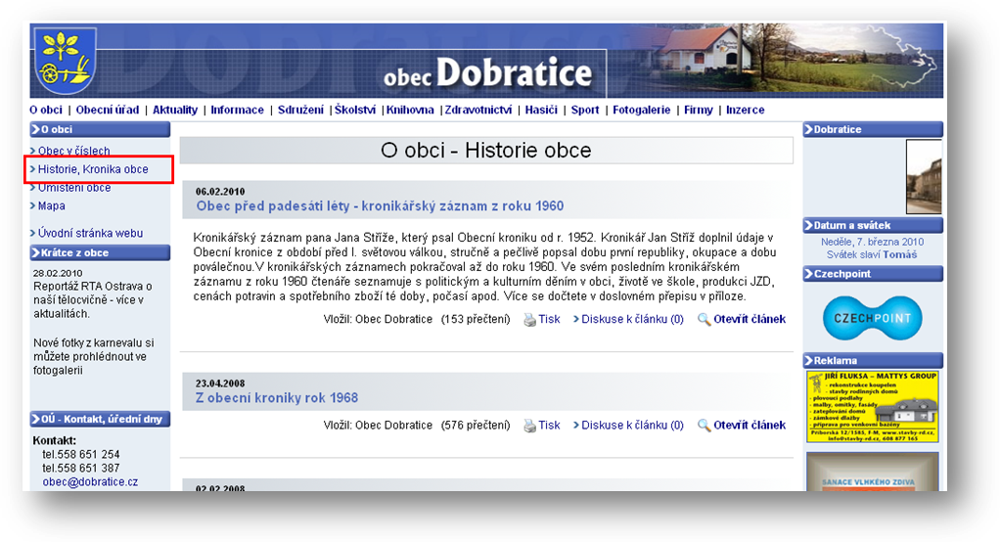 obec Dobratice
O obci | Obecní úřad | Aktuality | Informace | Sdružení | Školství | Knihovna | Zdravotnictví | Hasiči | Sport | Fotogalerie | Firmy | Inzerce
O obci
Obec v číslech
Historie, Kronika obce
Umístění obce
Mapa
Úvodní stránka webu
Krátce z obce
28.02.2010
Reportáž RTA Ostrava o
naší tělocvičně - více v
aktualitách.
Nové fotky z karnevalu si
můžete prohlédnout ve
fotogalerii
OÚ - Kontakt, úřední dny
Kontakt:
tel.558 651 254
tel.558 651 387
obec@dobratice.cz
O obci - Historie obce
06.02.2010
Obec před padesáti léty - kronikářský záznam z roku 1960
Kronikářský záznam pana Jana Stříže, který psal Obecní kroniku od r. 1952. Kronikář Jan Stříž doplnil údaje v
Obecní kronice z období před I. světovou válkou, stručně a pečlivě popsal dobu první republiky, okupace a dobu
poválečnou.V kronikářských záznamech pokračoval až do roku 1960. Ve svém posledním kronikářském
záznamu z roku 1960 čtenáře seznamuje s politickým a kulturním děním v obci, životě ve škole, produkci JZD,
cenách potravin a spotřebního zboží té doby, počasí apod. Více se dočtete v doslovném přepisu v příloze.
Vložil: Obec Dobratice (153 přečtení) Tisk Diskuse k článku (0) Otevřít článek
23.04.2008
Z obecní kroniky rok 1968
Vložil: Obec Dobratice (576 přečtení) Tisk Diskuse k článku (0) Otevřít článek
02.02.2008
Dobratice
Datum a svátek
Neděle, 7. března 2010
Svátek slaví Tomáš
Czechpoint
CZECHPOINT
Reklama
JIŘÍ FLUKSA – MATTYS GROUP
- rekonstrukce koupelen
- stavby rodinných domů
- plovoucí podlahy
- malby, omítky, fasády
- zateplování domů
- zámkové dlažby
- příprava pro venkovní bazény
Příborská 12/1585, F-M, www.stavby-rd.cz,
info@stavby-rd.cz, 608 877 165
SANACE VLHKÉHO ZDIVA